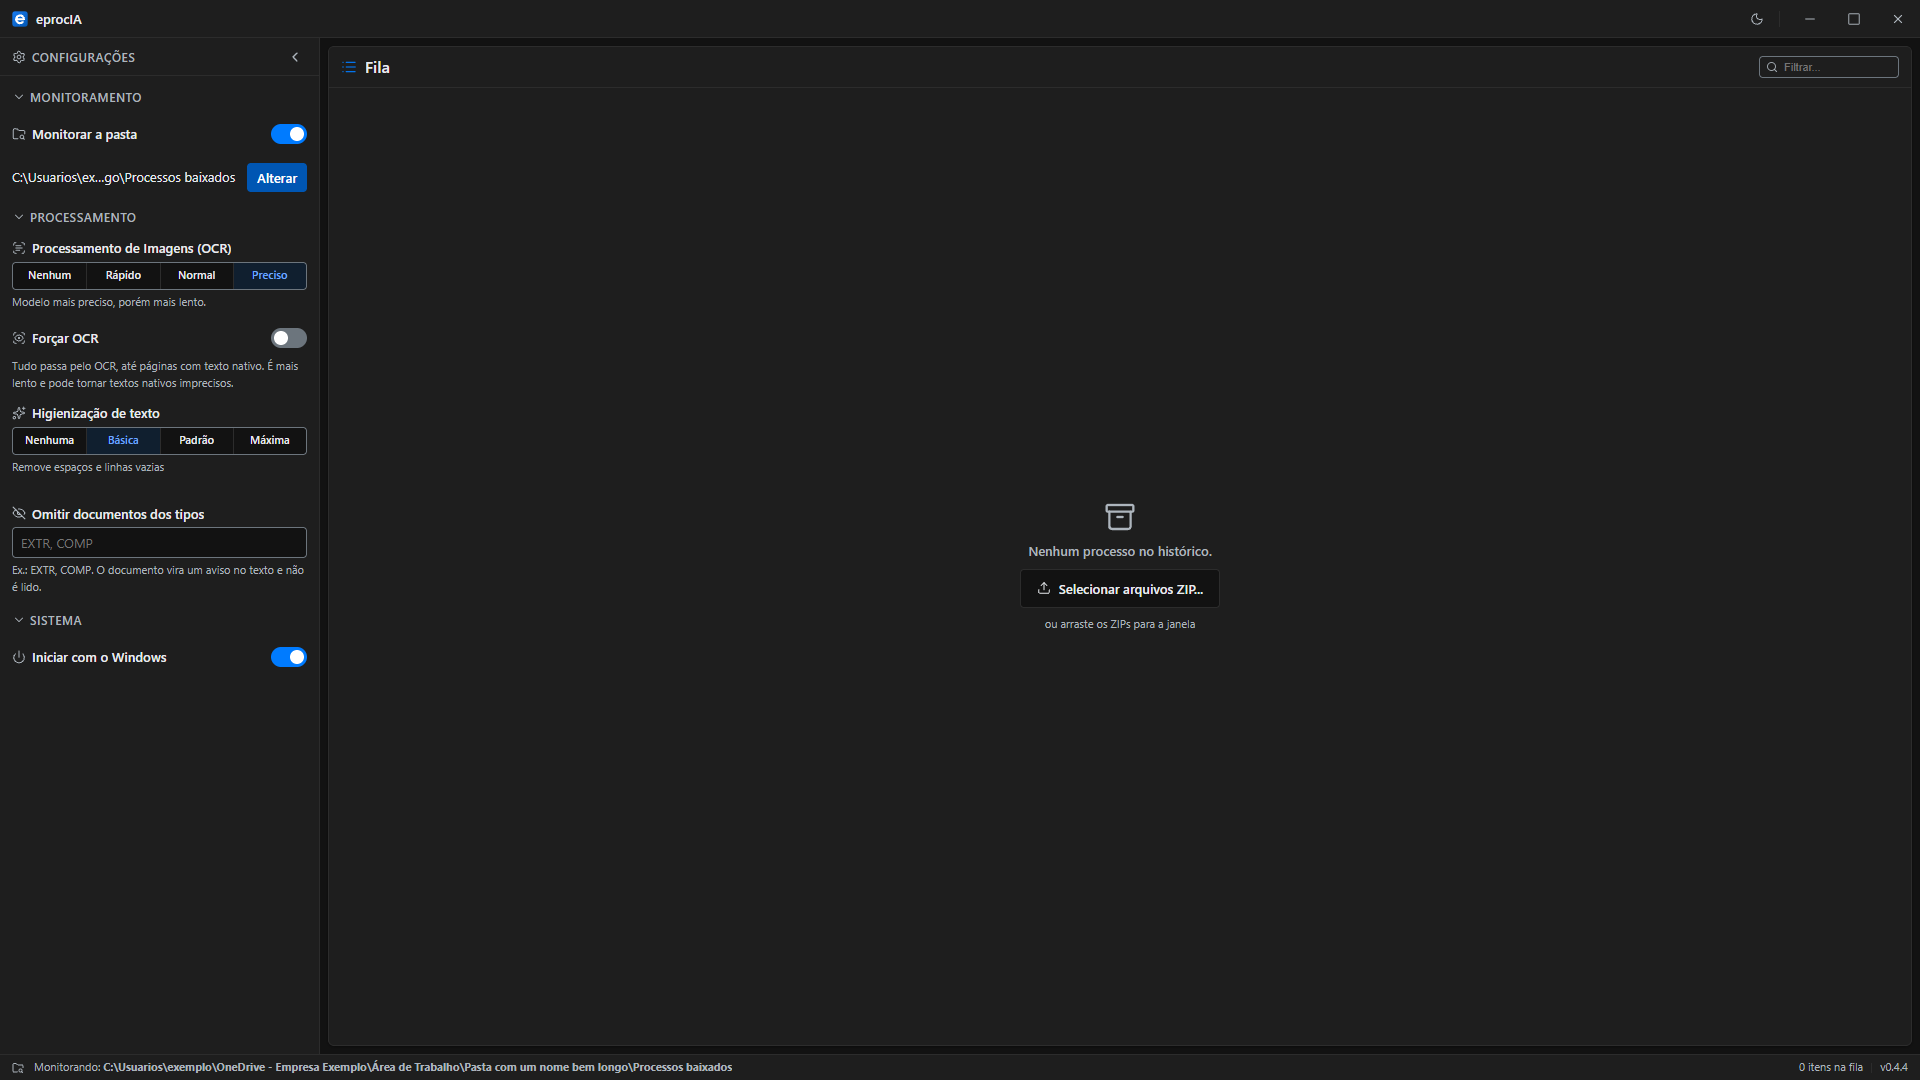 eprocIA
CONFIGURAÇÕES
MONITORAMENTO
Monitorar a pasta
C:\Usuarios\ex...go\Processos baixados
Alterar
PROCESSAMENTO
Processamento de Imagens (OCR)
Nenhum Rápido Normal Preciso
Modelo mais preciso, porém mais lento.
Forçar OCR
Tudo passa pelo OCR, até páginas com texto nativo. É mais
lento e pode tornar textos nativos imprecisos.
Higienização de texto
Nenhuma Básica Padrão Máxima
Remove espaços e linhas vazias
Omitir documentos dos tipos
EXTR, COMP
Ex.: EXTR, COMP. O documento vira um aviso no texto e não
é lido.
SISTEMA
Iniciar com o Windows
Fila
Filtrar...
Nenhum processo no histórico.
Selecionar arquivos ZIP...
ou arraste os ZIPs para a janela
Monitorando: C:\Usuarios\exemplo\OneDrive - Empresa Exemplo\Área de Trabalho\Pasta com um nome bem longo\Processos baixados
0 itens na fila
v0.4.4